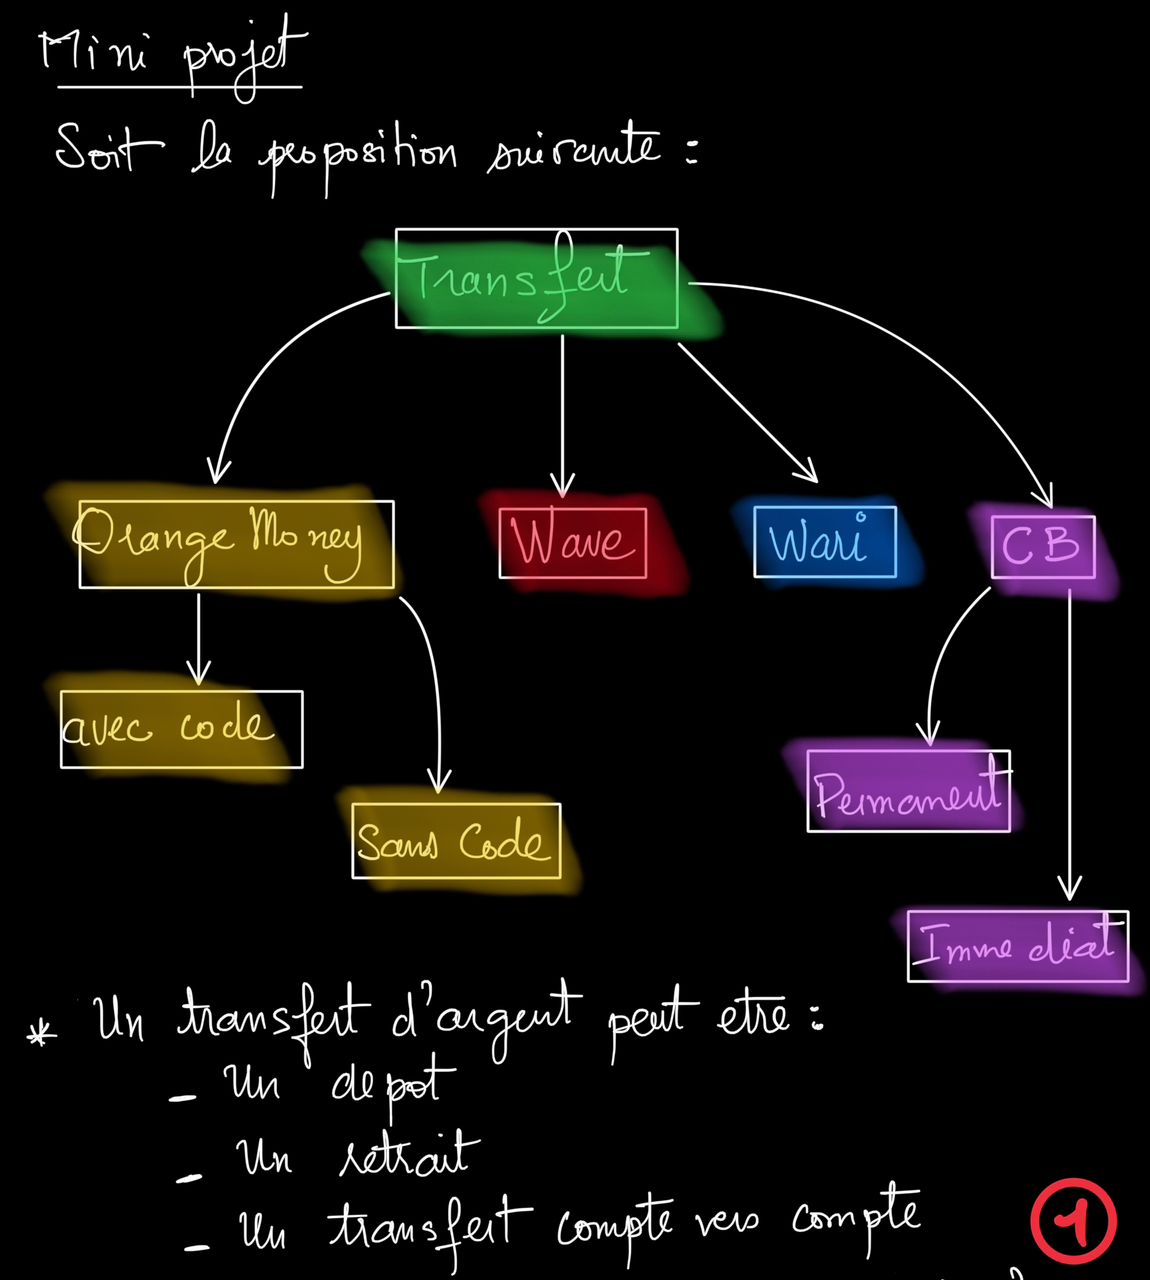 Mini projet
Soit la proposition suivante :
Transfert
Orange Money
Wave
Wari
CB
avec code
Sans Code
Permanent
Immediat
* Un transfert d'argent peut etre :
- Un depot
- Un retrait
- Un transfert compte vers compte
1